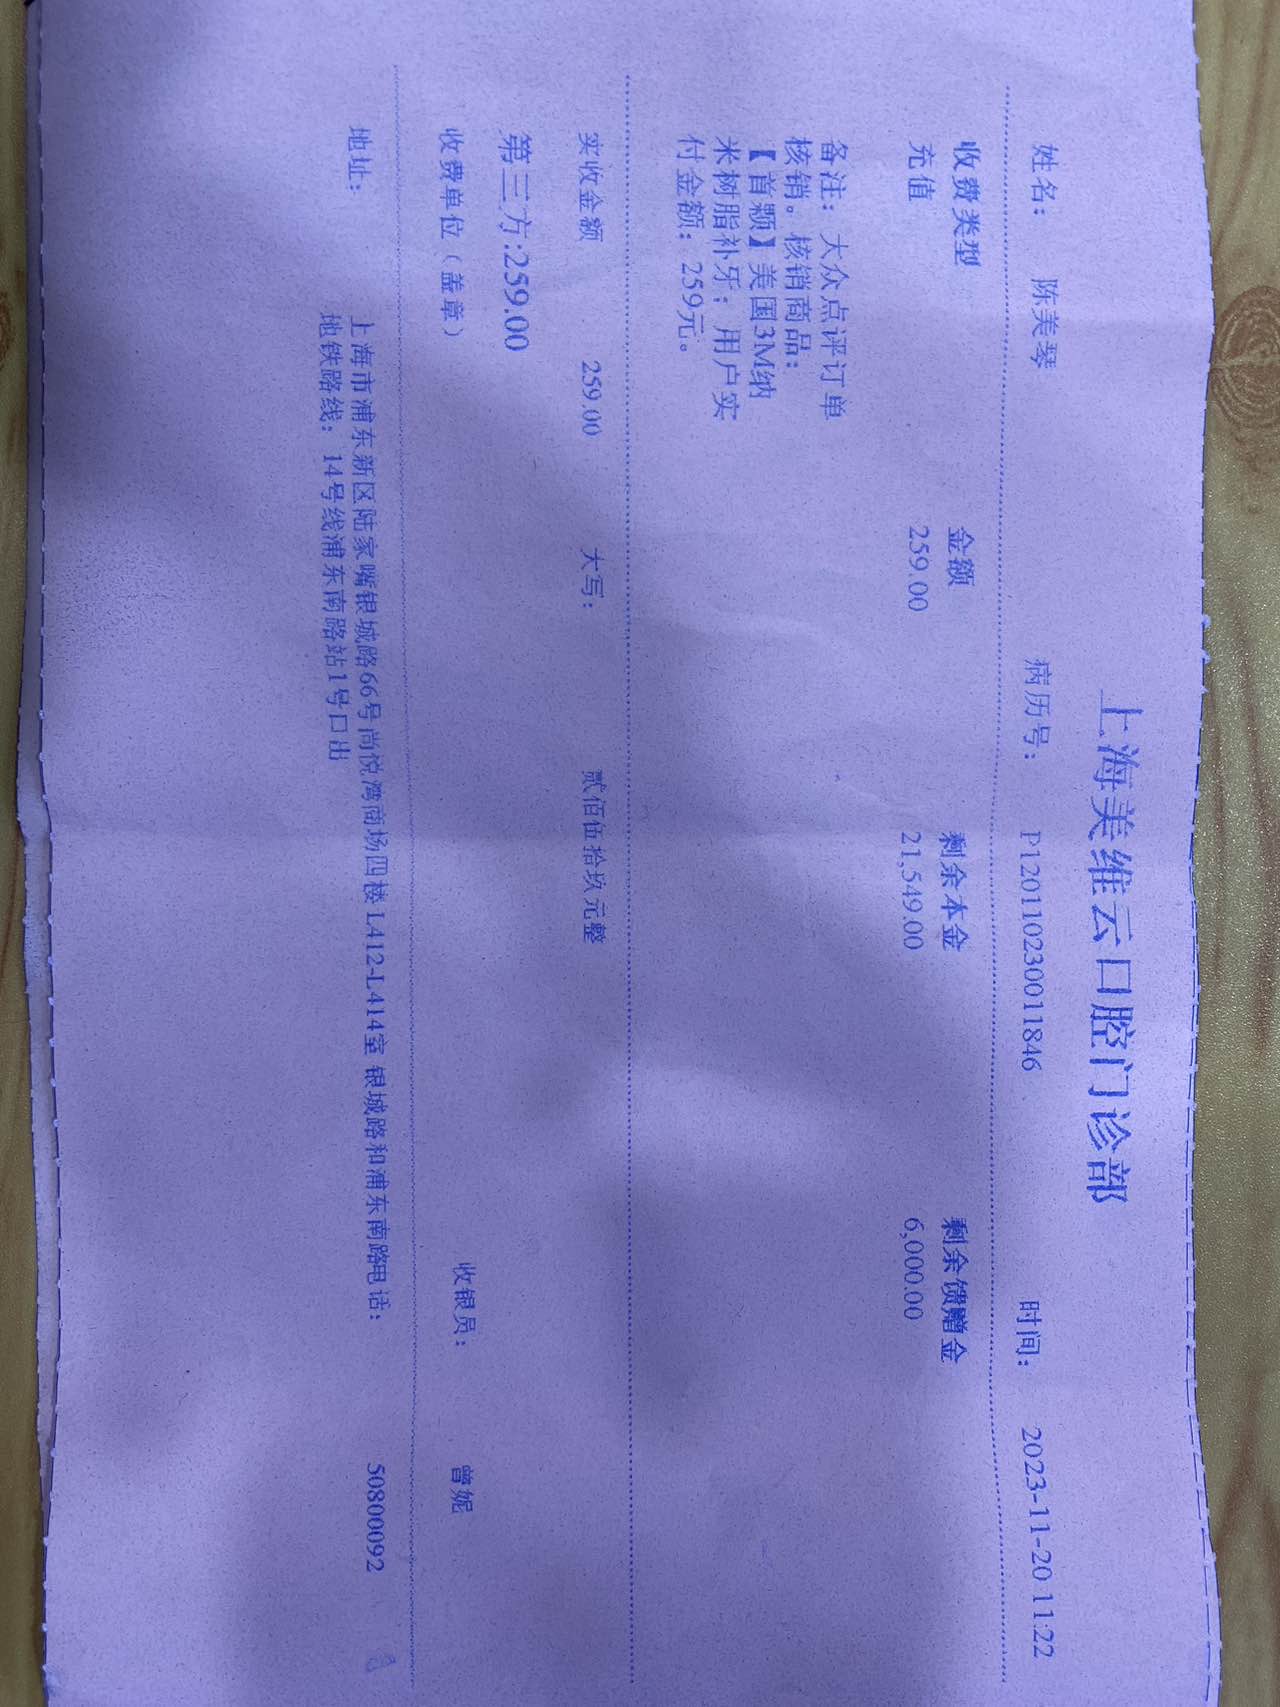 上海美维云口腔门诊部
姓名： 陈美琴 病历号： P120110230011846 时间： 2023-11-20 11:22
收费类型 金额 剩余本金 剩余馈赠金
充值 259.00 21,549.00 6,000.00
备注：大众点评订单
核销。核销商品：
【首颗】美国3M纳
米树脂补牙；用户实
付金额：259元。
实收金额 259.00 大写： 贰佰伍拾玖元整
第三方:259.00
收费单位（盖章） 收银员： 曾妮
地址： 上海市浦东新区陆家嘴银城路66号尚悦湾商场四楼L412-L414室 银城路和浦东南路 电话： 50800092
地铁路线：14号线浦东南路站1号口出